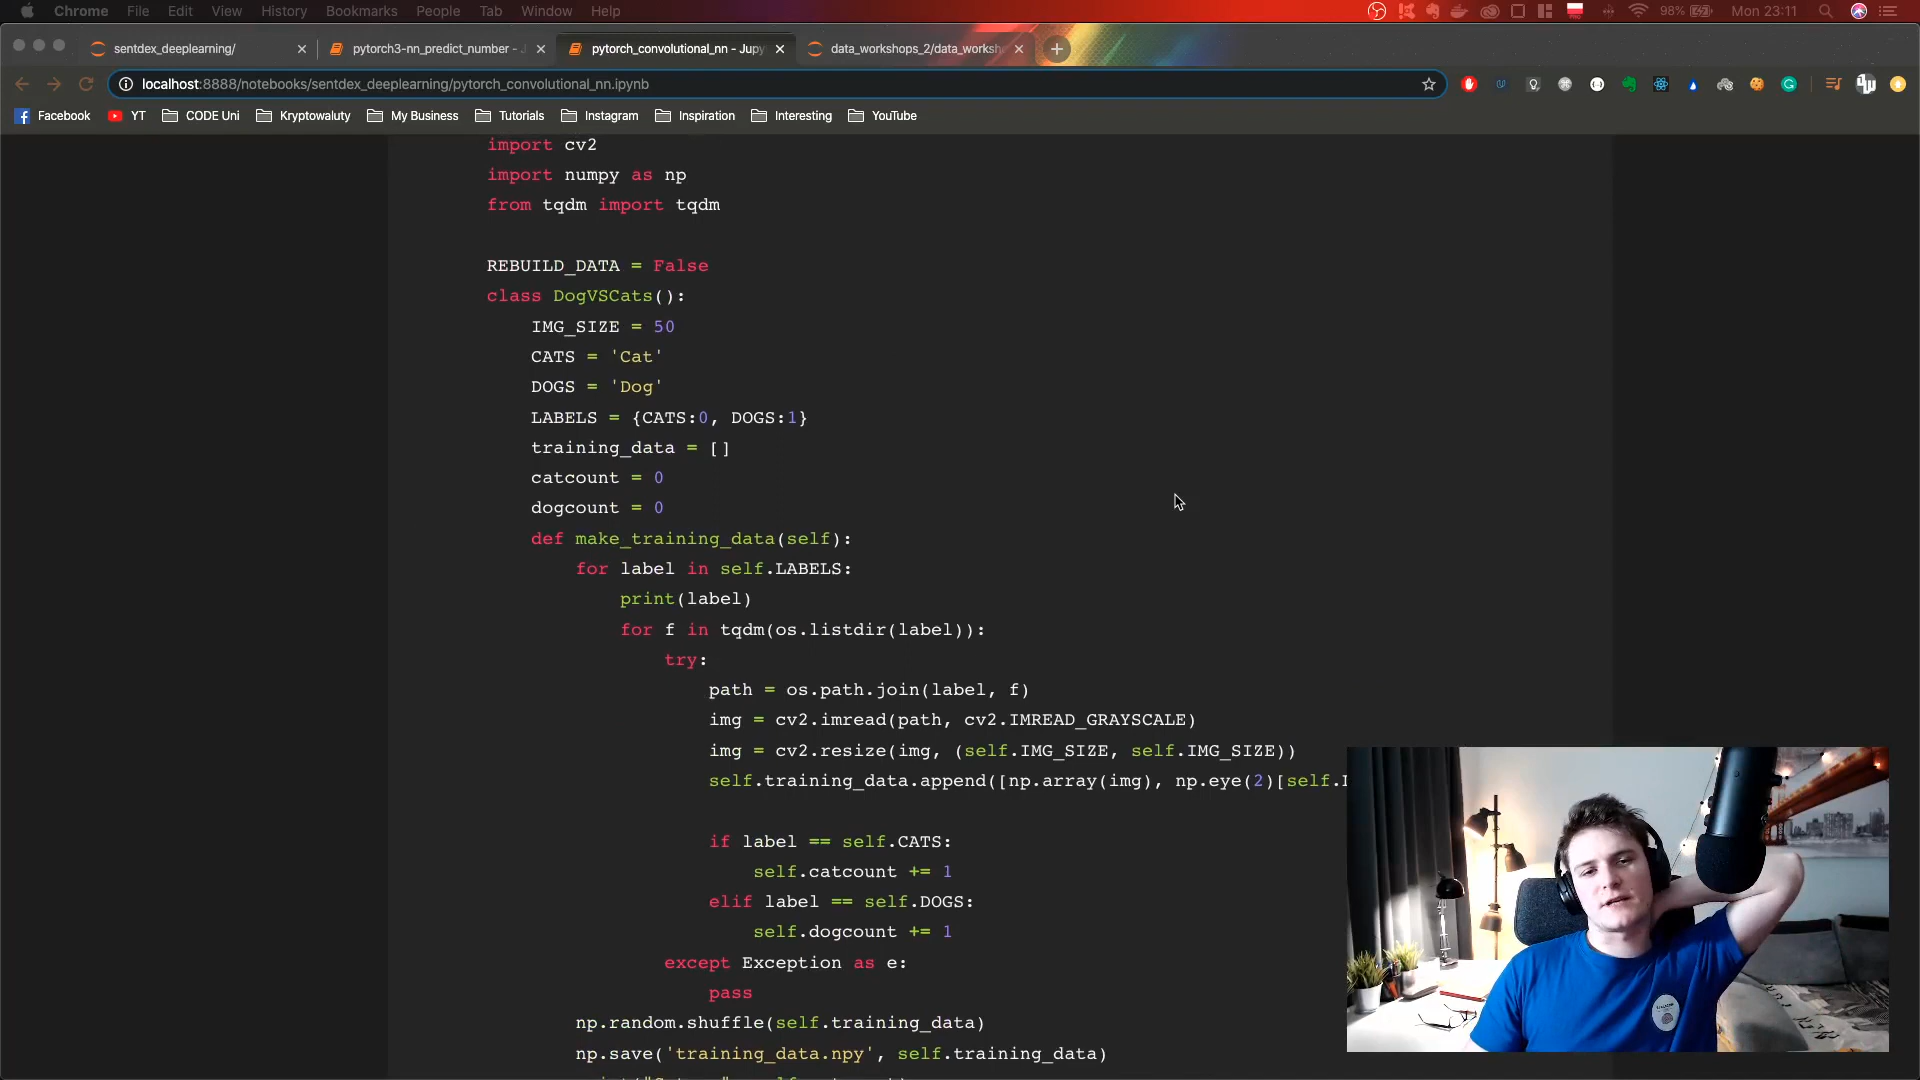 Chrome File Edit View History Bookmarks People Tab Window Help 98% Mon 23:11
sentdex_deeplearning/ pytorch3-nn_predict_number - J pytorch_convolutional_nn - Jupy data_workshops_2/data_worksh
localhost:8888/notebooks/sentdex_deeplearning/pytorch_convolutional_nn.ipynb
Facebook YT CODE Uni Kryptowaluty My Business Tutorials Instagram Inspiration Interesting YouTube
import cv2
import numpy as np
from tqdm import tqdm
REBUILD_DATA = False
class DogVSCats():
IMG_SIZE = 50
CATS = 'Cat'
DOGS = 'Dog'
LABELS = {CATS:0, DOGS:1}
training_data = []
catcount = 0
dogcount = 0
def make_training_data(self):
for label in self.LABELS:
print(label)
for f in tqdm(os.listdir(label)):
try:
path = os.path.join(label, f)
img = cv2.imread(path, cv2.IMREAD_GRAYSCALE)
img = cv2.resize(img, (self.IMG_SIZE, self.IMG_SIZE))
self.training_data.append([np.array(img), np.eye(2)[self.
if label == self.CATS:
self.catcount += 1
elif label == self.DOGS:
self.dogcount += 1
except Exception as e:
pass
np.random.shuffle(self.training_data)
np.save('training_data.npy', self.training_data)